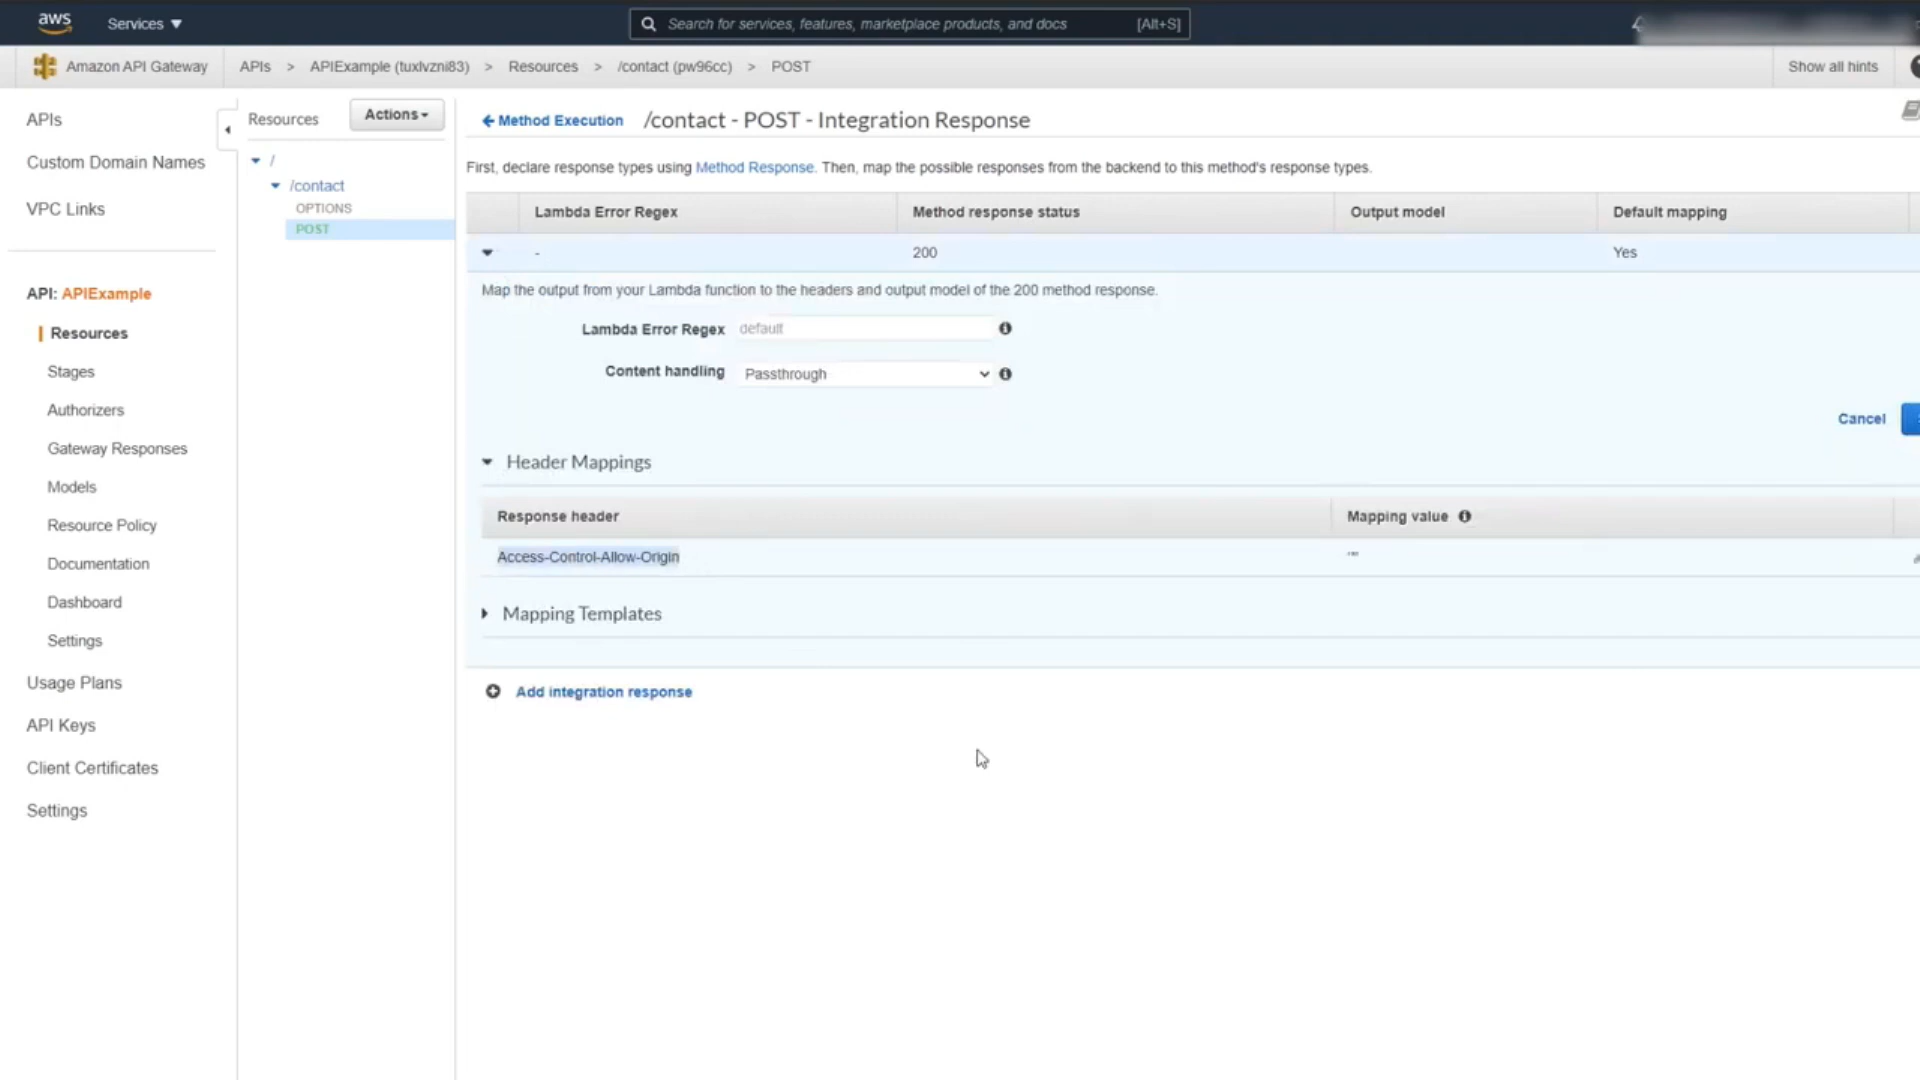 aws
Services ▼
Search for services, features, marketplace products, and docs
[Alt+S]
Amazon API Gateway
APIs > APIExample (tuxlvzni83) > Resources > /contact (pw96cc) > POST
Show all hints
APIs
Custom Domain Names
VPC Links
API: APIExample
Resources
Stages
Authorizers
Gateway Responses
Models
Resource Policy
Documentation
Dashboard
Settings
Usage Plans
API Keys
Client Certificates
Settings
Resources
Actions
/
/contact
OPTIONS
POST
Method Execution
/contact - POST - Integration Response
First, declare response types using Method Response. Then, map the possible responses from the backend to this method's response types.
Lambda Error Regex Method response status Output model Default mapping
- 200 Yes
Map the output from your Lambda function to the headers and output model of the 200 method response.
Lambda Error Regex default
Content handling Passthrough
Cancel
Header Mappings
Response header Mapping value
Access-Control-Allow-Origin
Mapping Templates
Add integration response